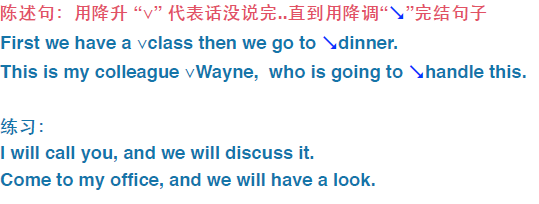 陈述句：用降升 “∨” 代表话没说完..直到用降调“↘”完结句子
First we have a ∨class then we go to ↘dinner.
This is my colleague ∨Wayne,  who is going to ↘handle this.
练习：
I will call you, and we will discuss it.
Come to my office, and we will have a look.